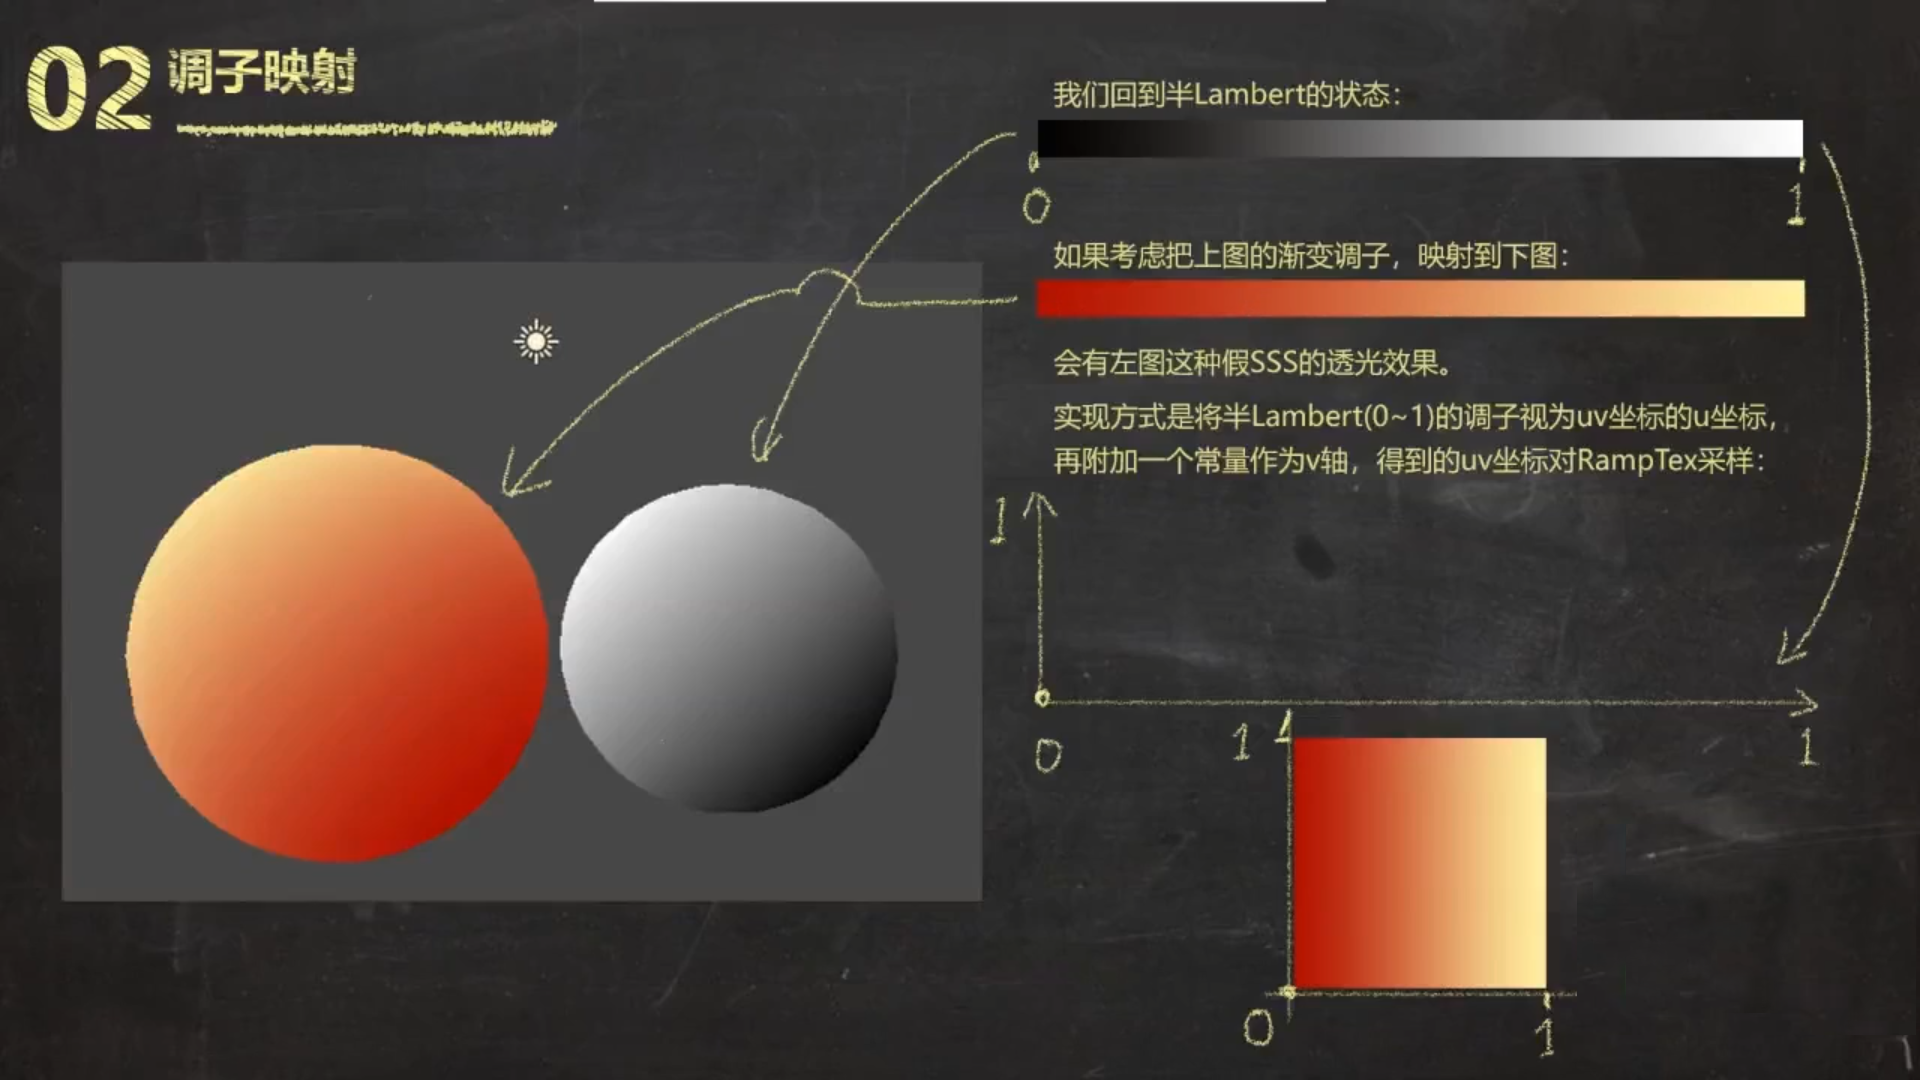 02 调子映射
我们回到半Lambert的状态：
0 1
如果考虑把上图的渐变调子，映射到下图：
会有左图这种假SSS的透光效果。
实现方式是将半Lambert(0~1)的调子视为uv坐标的u坐标，
再附加一个常量作为v轴，得到的uv坐标对RampTex采样：
1
0 1
1
0 1